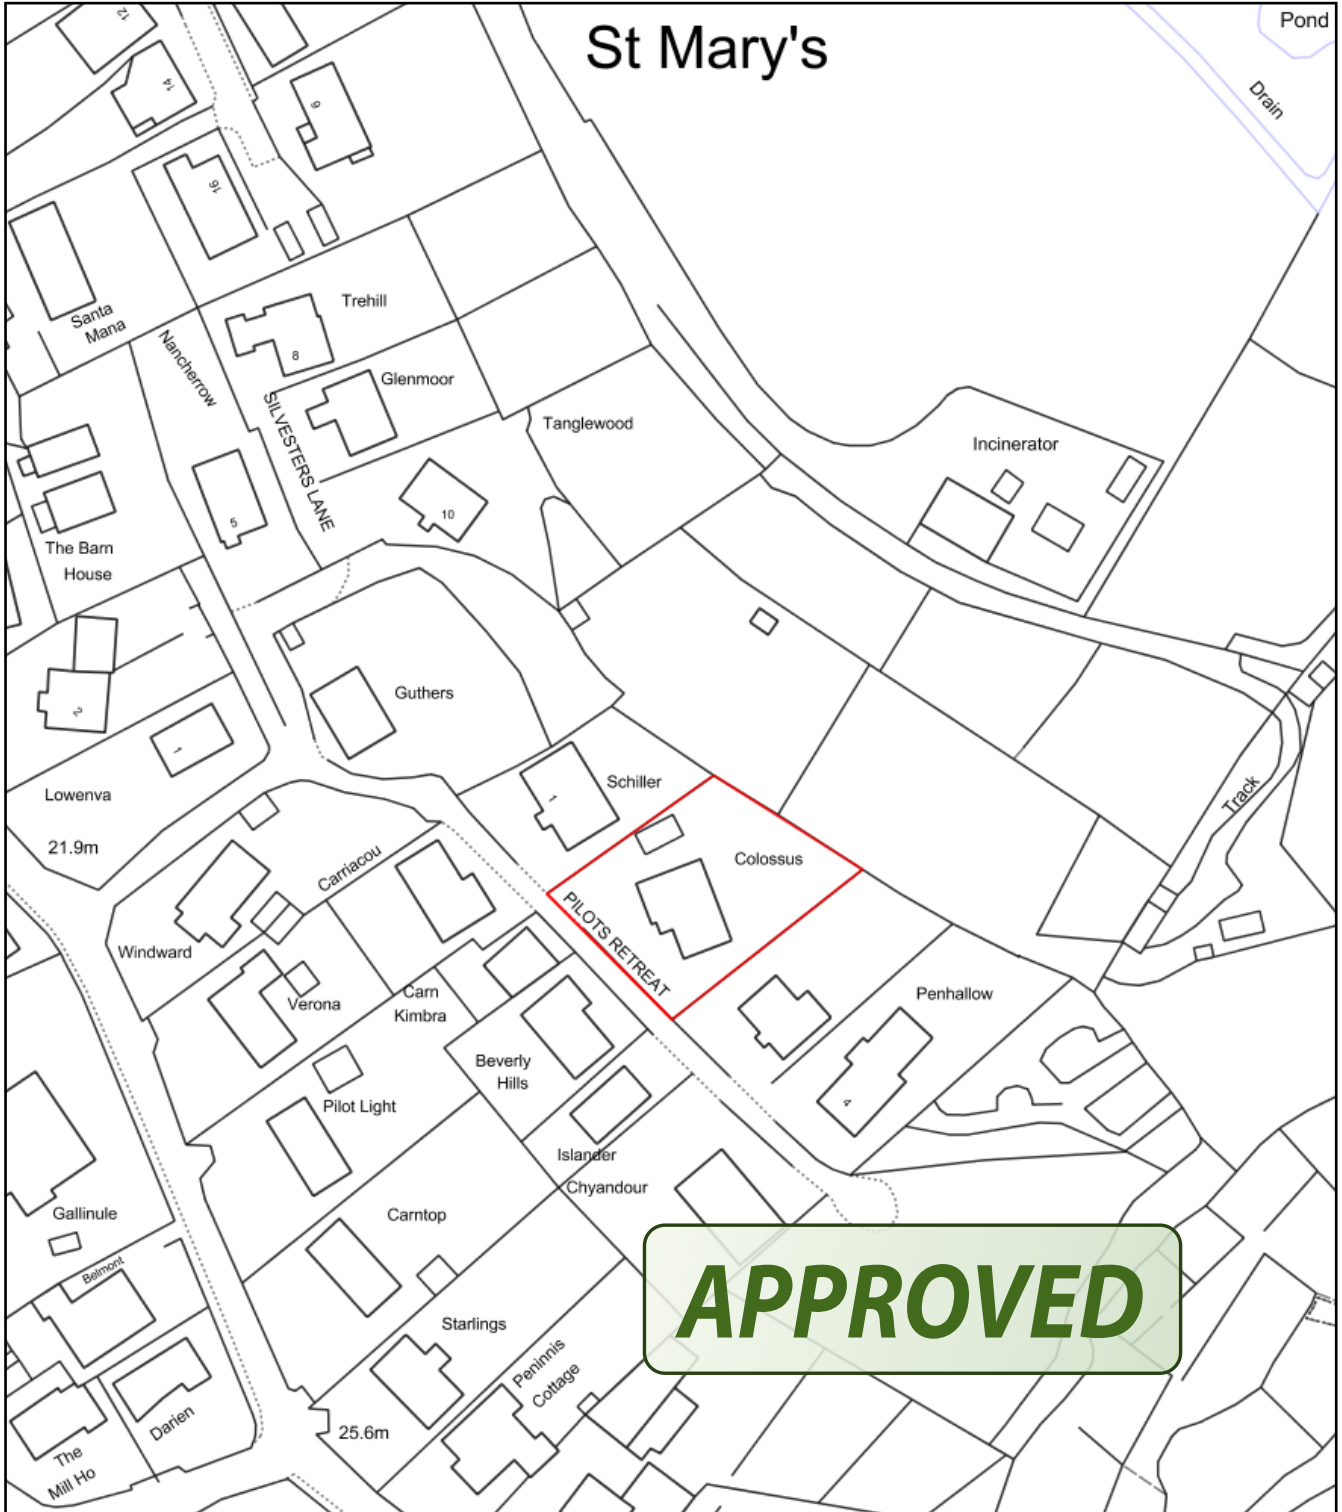 St Mary's
Pond
Drain
12
14
9
16
Santa
Mana
Nancherrow
Trehill
8
Glenmoor
SILVESTERS LANE
Tanglewood
Incinerator
5
10
The Barn
House
2
1
Guthers
Lowenva
21.9m
Schiller
1
Colossus
Track
Carriacou
PILOTS RETREAT
Windward
Verona
Carn
Kimbra
Penhallow
Beverly
Hills
4
Pilot Light
Islander
Chyandour
Gallinule
Carntop
Belmont
APPROVED
Starlings
Peninnis
Cottage
Darien
25.6m
The
Mill Ho